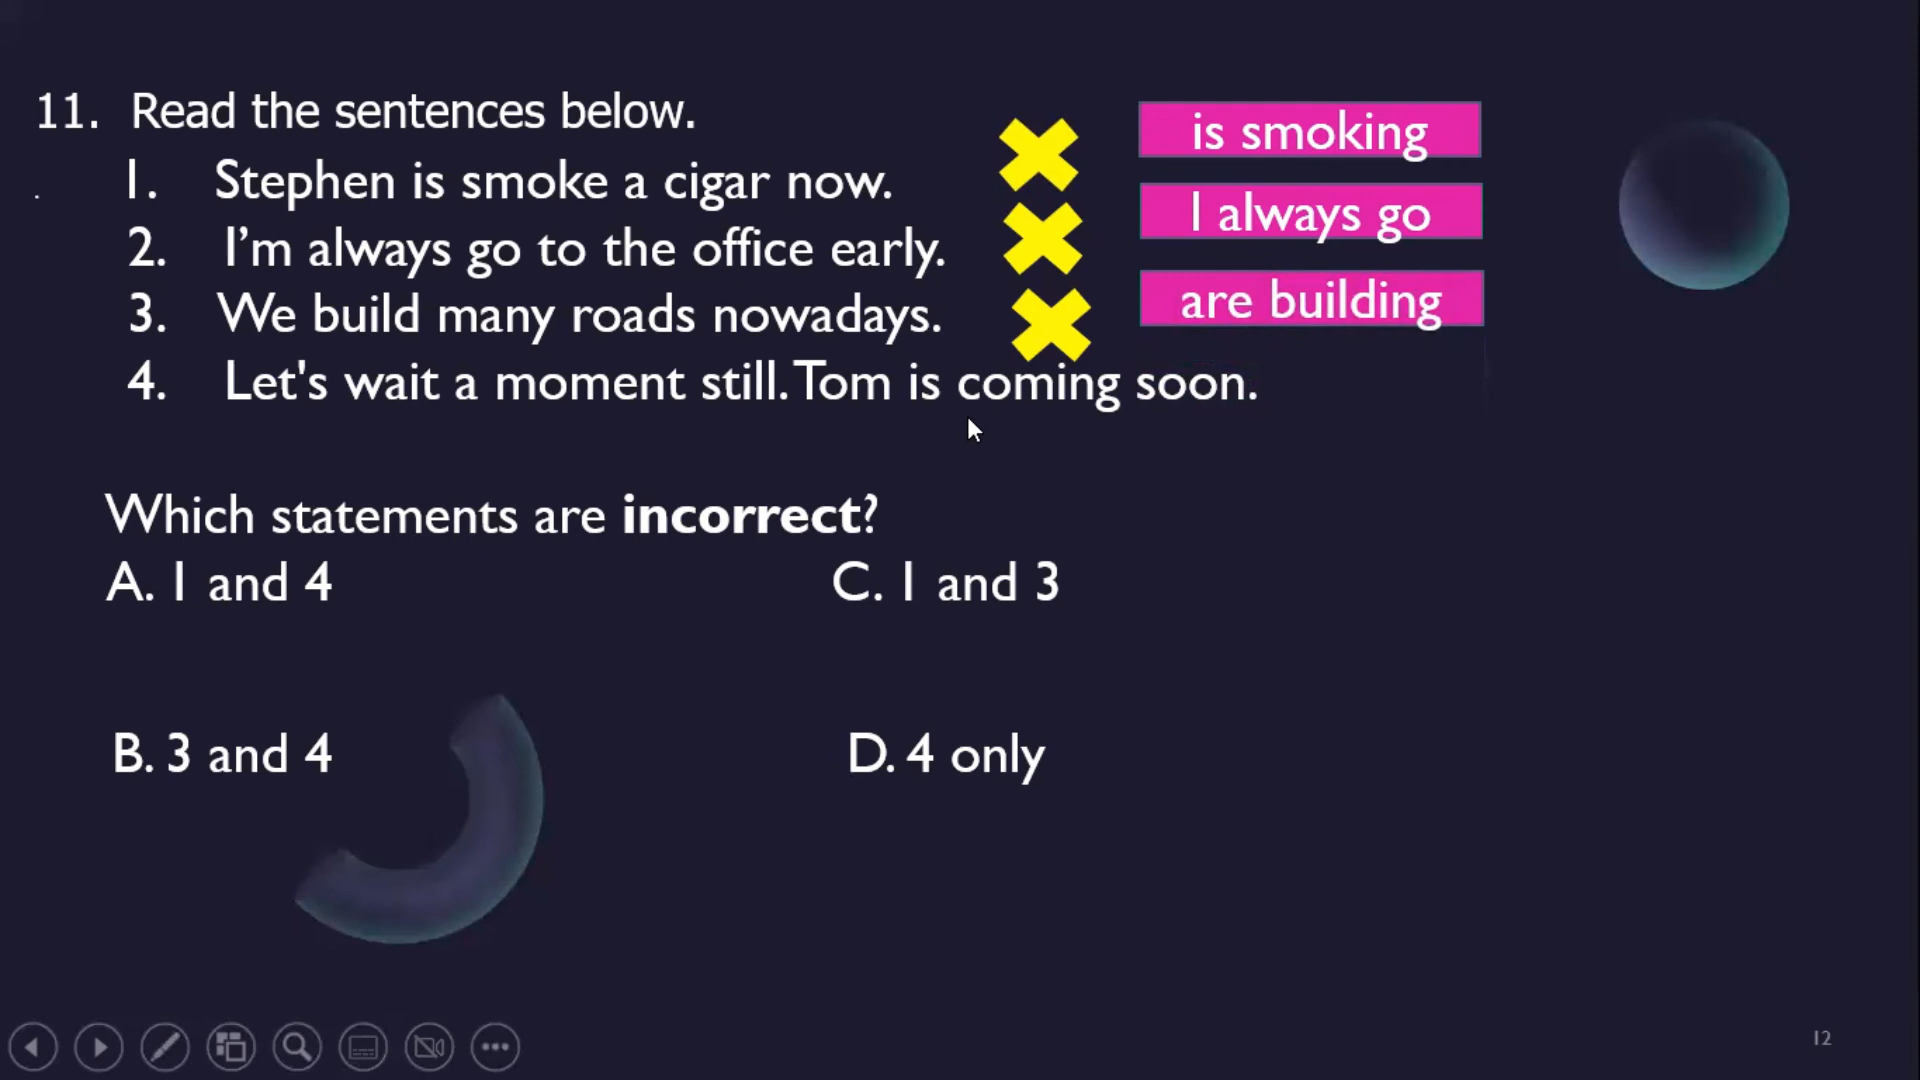 11. Read the sentences below.
1. Stephen is smoke a cigar now.
is smoking
2. I'm always go to the office early.
I always go
3. We build many roads nowadays.
are building
4. Let's wait a moment still. Tom is coming soon.
Which statements are incorrect?
A. 1 and 4
C. 1 and 3
B. 3 and 4
D. 4 only
12